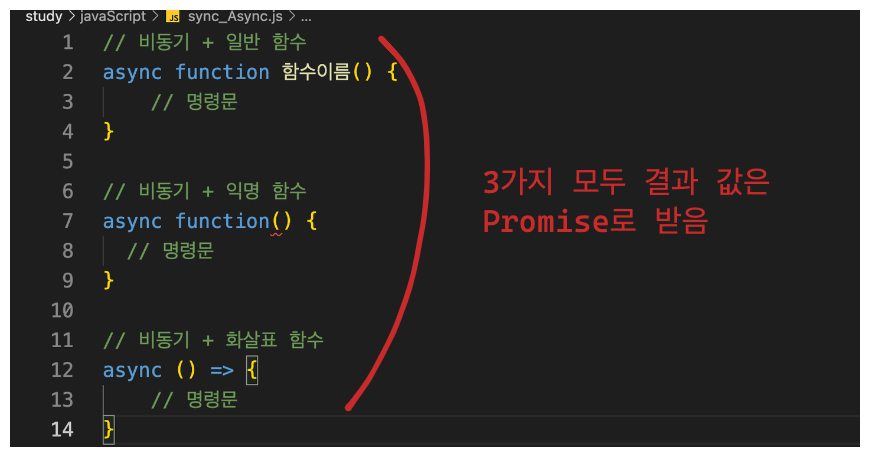 study > javaScript > JS sync_Async.js > ...
1 // 비동기 + 일반 함수
2 async function 함수이름() {
3 // 명령문
4 }
5
6 // 비동기 + 익명 함수
7 async function() {
8 // 명령문
9 }
10
11 // 비동기 + 화살표 함수
12 async () => {
13 // 명령문
14 }
3가지 모두 결과 값은
Promise로 받음